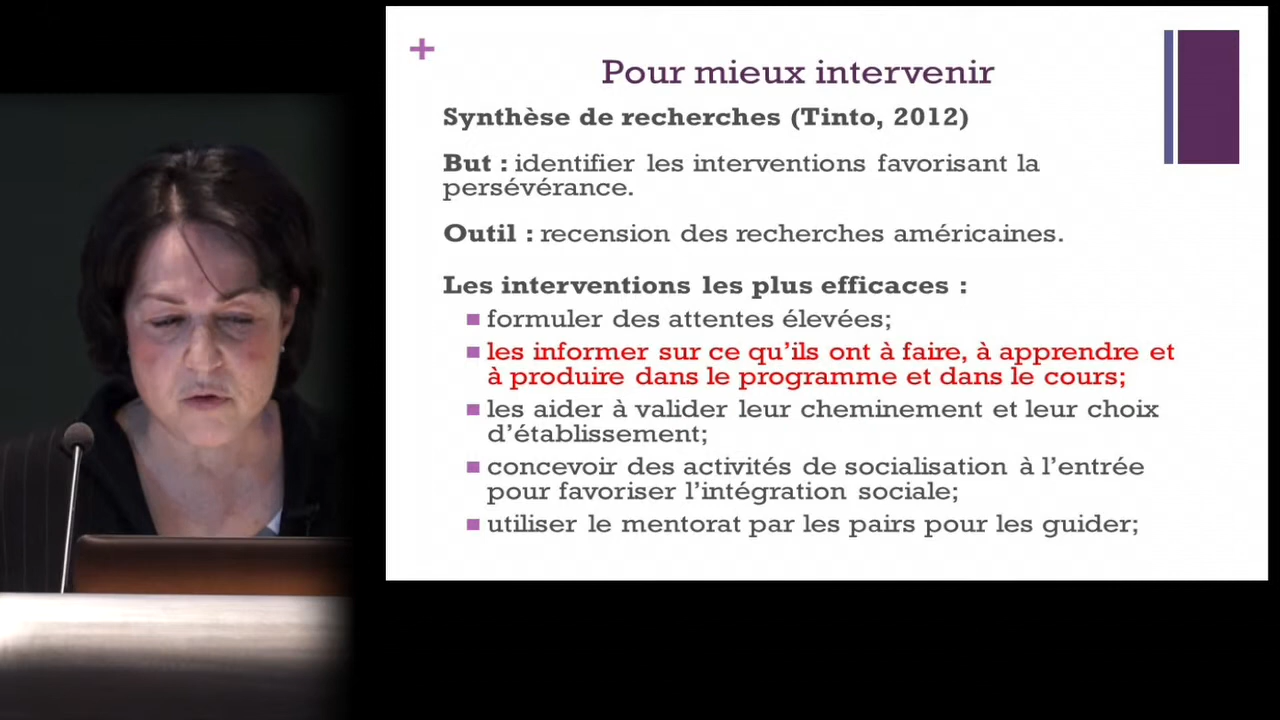 +
Pour mieux intervenir
Synthèse de recherches (Tinto, 2012)
But : identifier les interventions favorisant la
persévérance.
Outil : recension des recherches américaines.
Les interventions les plus efficaces :
formuler des attentes élevées;
les informer sur ce qu'ils ont à faire, à apprendre et
à produire dans le programme et dans le cours;
les aider à valider leur cheminement et leur choix
d'établissement;
concevoir des activités de socialisation à l'entrée
pour favoriser l'intégration sociale;
utiliser le mentorat par les pairs pour les guider;